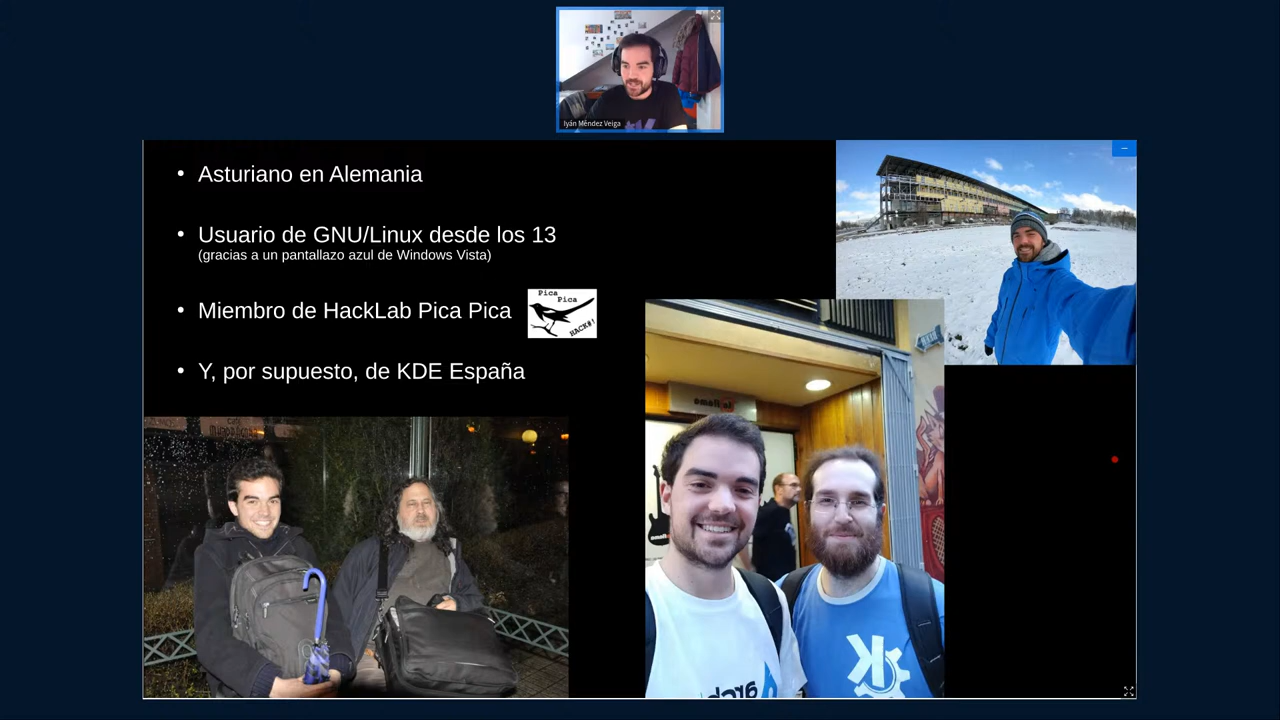 Iyán Méndez Veiga
• Asturiano en Alemania
• Usuario de GNU/Linux desde los 13
(gracias a un pantallazo azul de Windows Vista)
• Miembro de HackLab Pica Pica
Pica
Pica
HACK#!
• Y, por supuesto, de KDE España